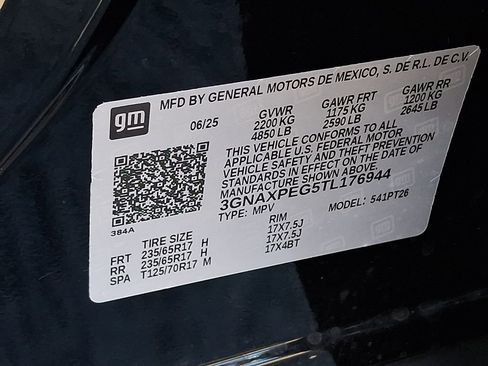 gm
MFD BY GENERAL MOTORS DE MEXICO, S. DE R.L. DE C.V.
06/25 GVWR GAWR FRT GAWR RR
2200 KG 1175 KG 1200 KG
4850 LB 2590 LB 2645 LB
THIS VEHICLE CONFORMS TO ALL
APPLICABLE U.S. FEDERAL MOTOR
VEHICLE SAFETY AND THEFT PREVENTION
STANDARDS IN EFFECT ON THE DATE OF
MANUFACTURE SHOWN ABOVE.
3GNAXPEG5TL176944
TYPE: MPV MODEL: 541PT26
384A
TIRE SIZE RIM
FRT 235/65R17 H 17X7.5J
RR 235/65R17 H 17X7.5J
SPA T125/70R17 M 17X4BT